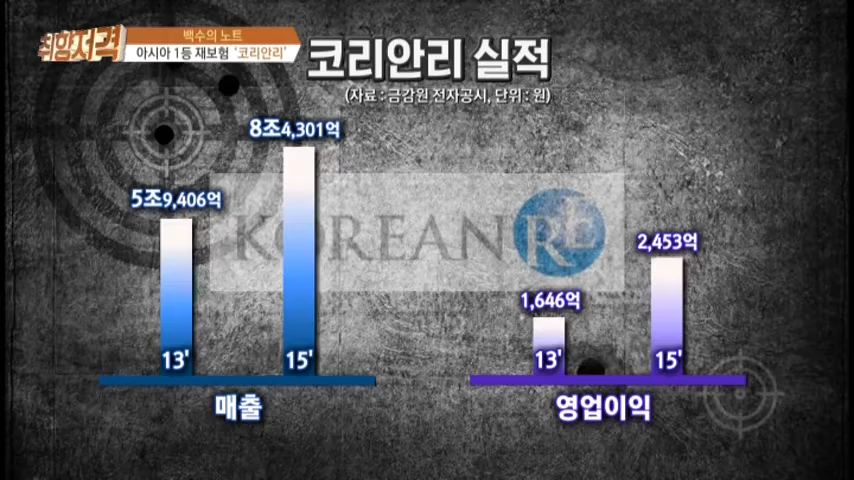 취향저격
백수의 노트
아시아 1등 재보험 '코리안리'
코리안리 실적
(자료 : 금감원 전자공시, 단위 : 원)
8조4,301억
5조9,406억
KOREAN Re
2,453억
1,646억
13' 15' 13' 15'
매출 영업이익